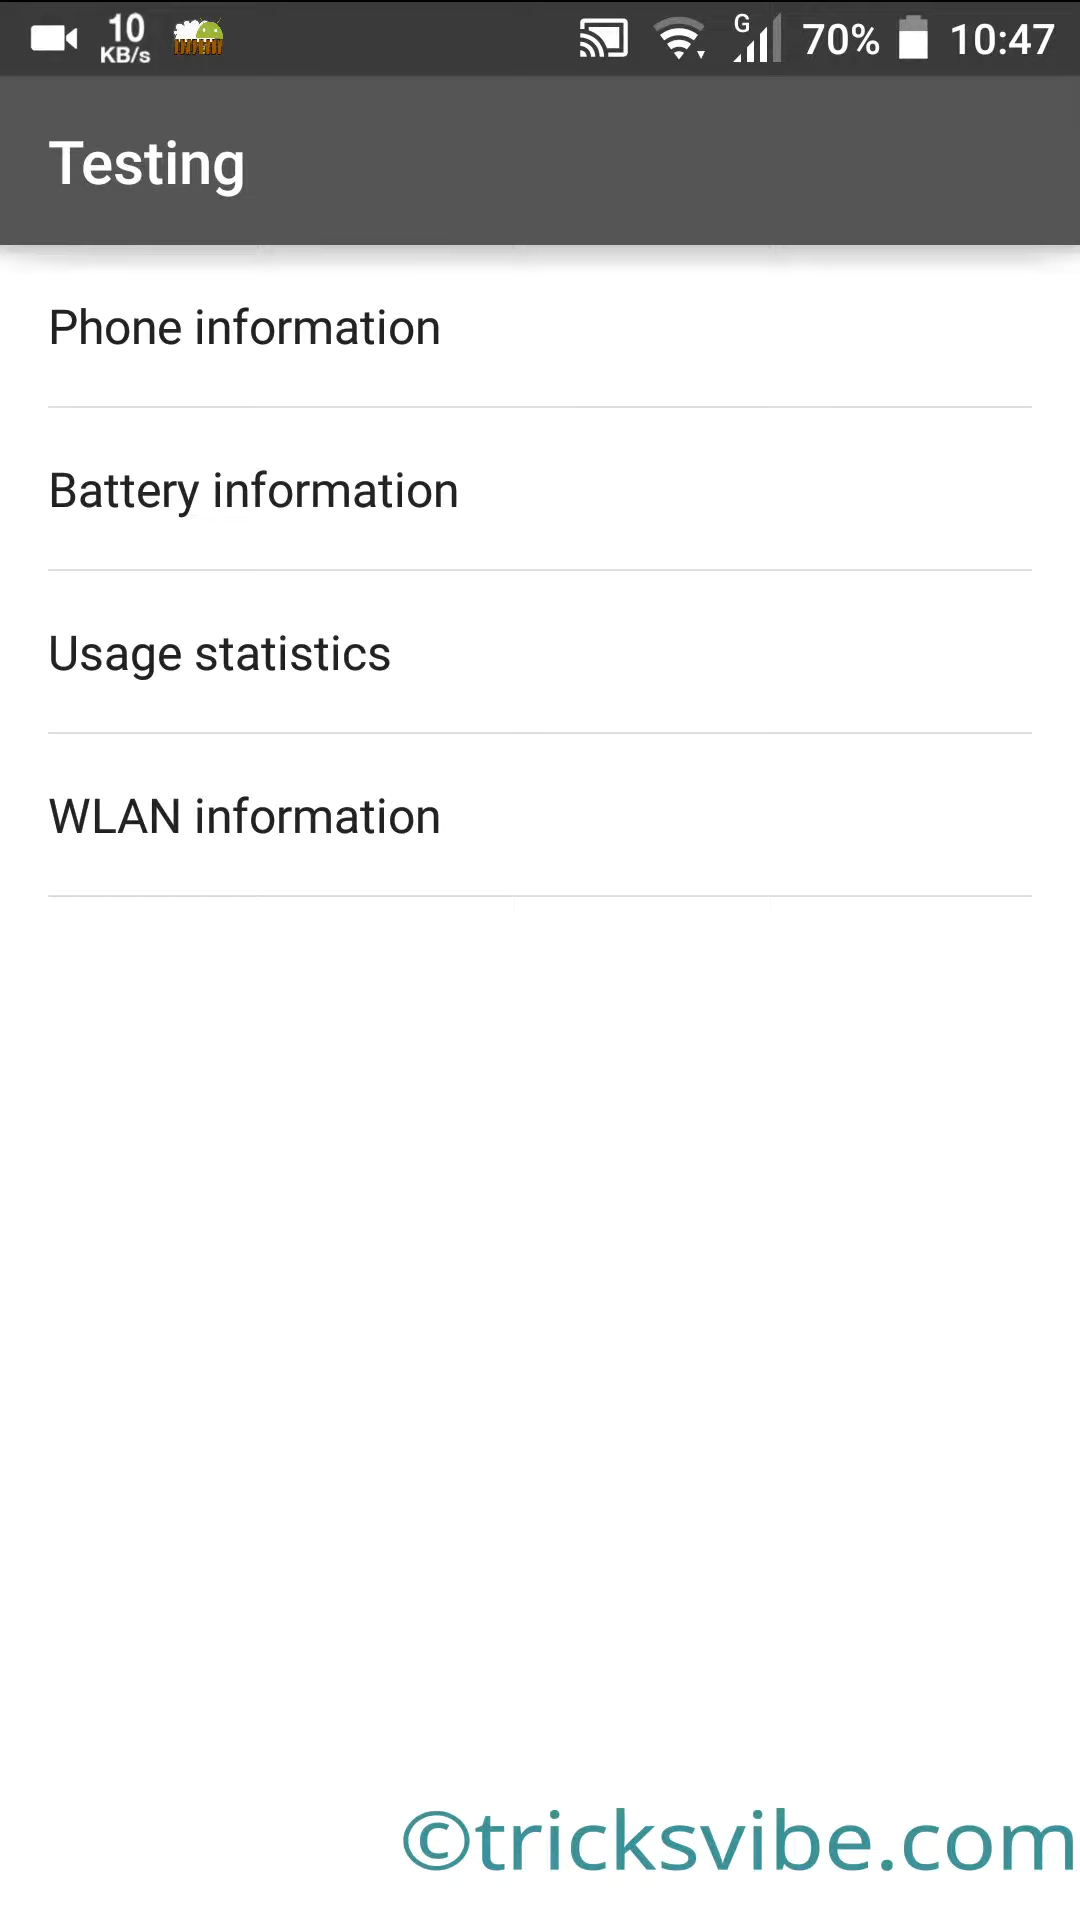 10
KB/s
G
70%
10:47
Testing
Phone information
Battery information
Usage statistics
WLAN information
©tricksvibe.com